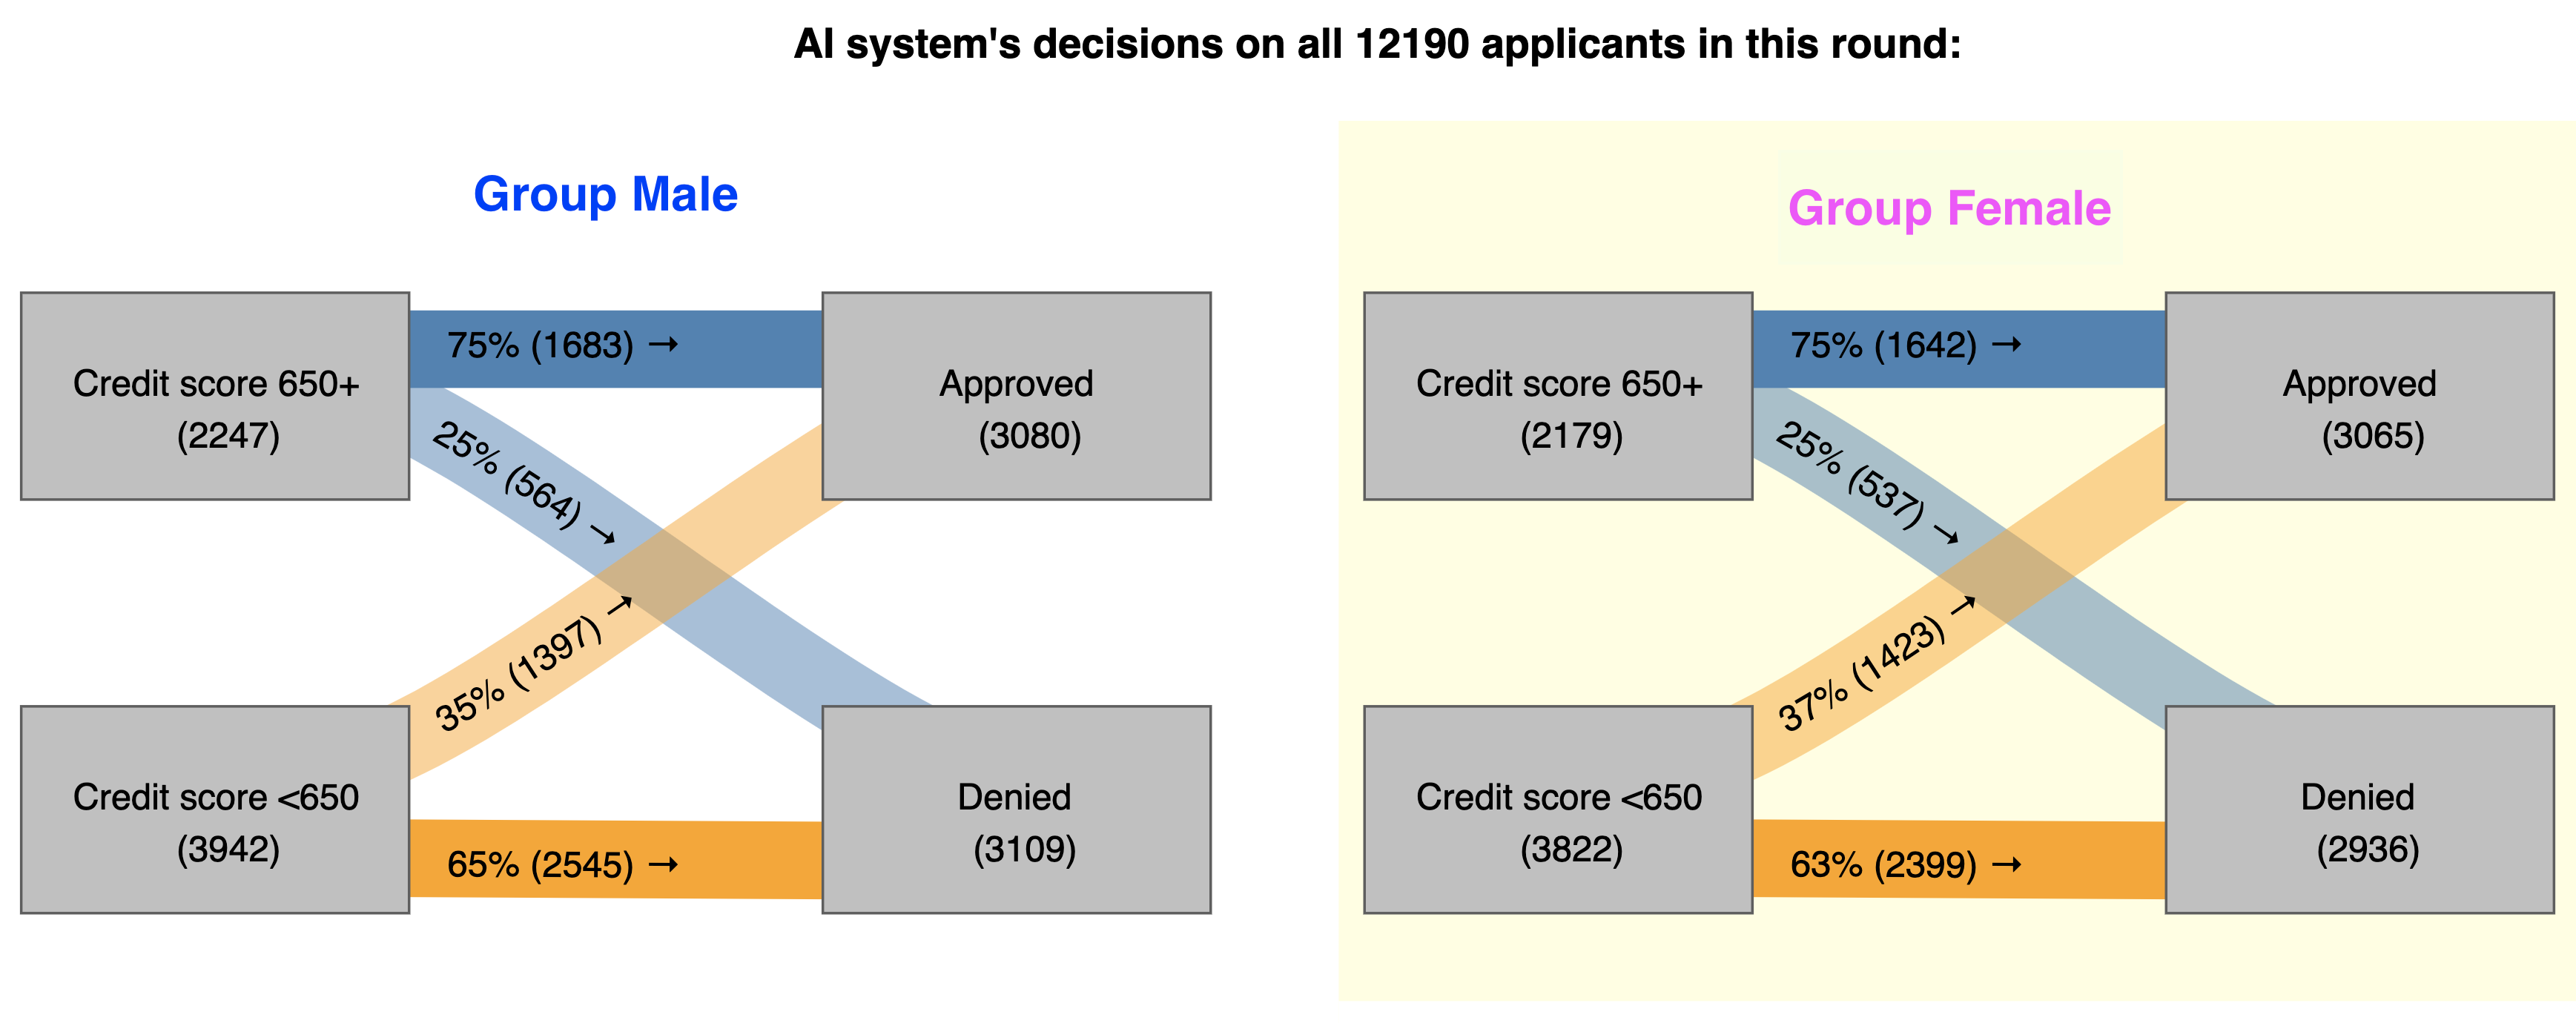 AI system's decisions on all 12190 applicants in this round:
Group Male
Credit score 650+
(2247)
75% (1683) →
25% (564) →
Approved
(3080)
Credit score <650
(3942)
35% (1397) →
65% (2545) →
Denied
(3109)
Group Female
Credit score 650+
(2179)
75% (1642) →
25% (537) →
Approved
(3065)
Credit score <650
(3822)
37% (1423) →
63% (2399) →
Denied
(2936)